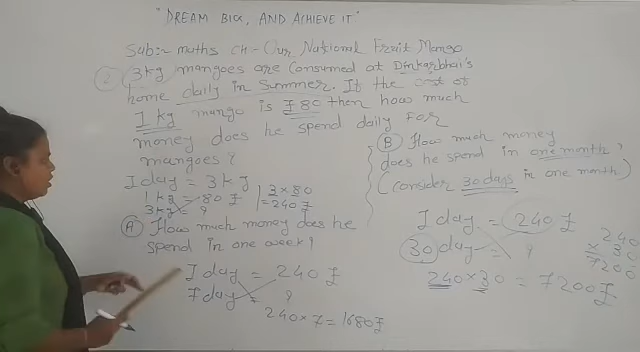 "DREAM BIG, AND ACHIEVE IT"
Sub:- maths CH-Our National Fruit Mango
② 3 kg mangoes are consumed at Dinkarbhai's
home daily in summer. If the cost of
1 kg mango is ₹ 80 then how much
money does he spend daily for
mangoes?
1 day = 3 kg
1 kg = 80 ₹
3 kg = ?
3 × 80
= 240 ₹
Ⓐ How much money does he
spend in one week?
1 day = 240 ₹
7 day = ?
240 × 7 = 1680 ₹
Ⓑ How much money
does he spend in one month?
(consider 30 days in one month)
1 day = 240 ₹
30 day = ?
240 × 30 = 7200 ₹
240
× 30
7200